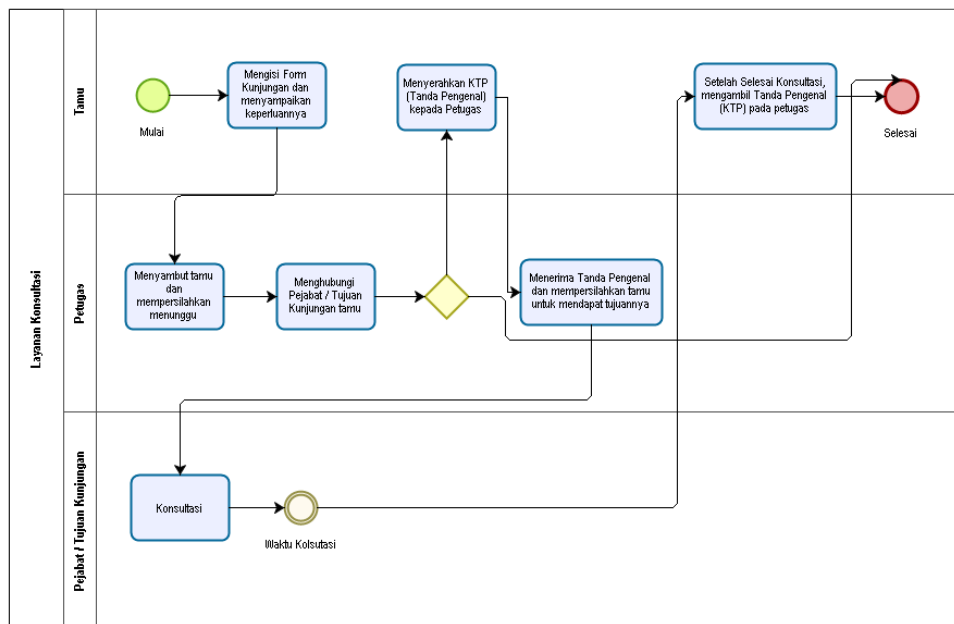 Layanan Konsultasi
Tamu
Mulai
Mengisi Form
Kunjungan dan
menyampaikan
keperluannya
Menyerahkan KTP
(Tanda Pengenal)
kepada Petugas
Setelah Selesai Konsultasi,
mengambil Tanda Pengenal
(KTP) pada petugas
Selesai
Petugas
Menyambut tamu
dan
mempersilahkan
menunggu
Menghubungi
Pejabat / Tujuan
Kunjungan tamu
Menerima Tanda Pengenal
dan mempersilahkan tamu
untuk mendapat tujuannya
Pejabat / Tujuan Kunjungan
Konsultasi
Waktu Kolsutasi